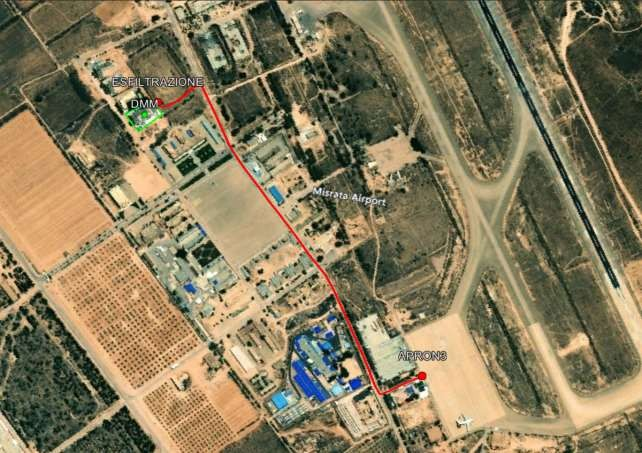 ESFILTRAZIONE
DMM
Misrata Airport
APRON3